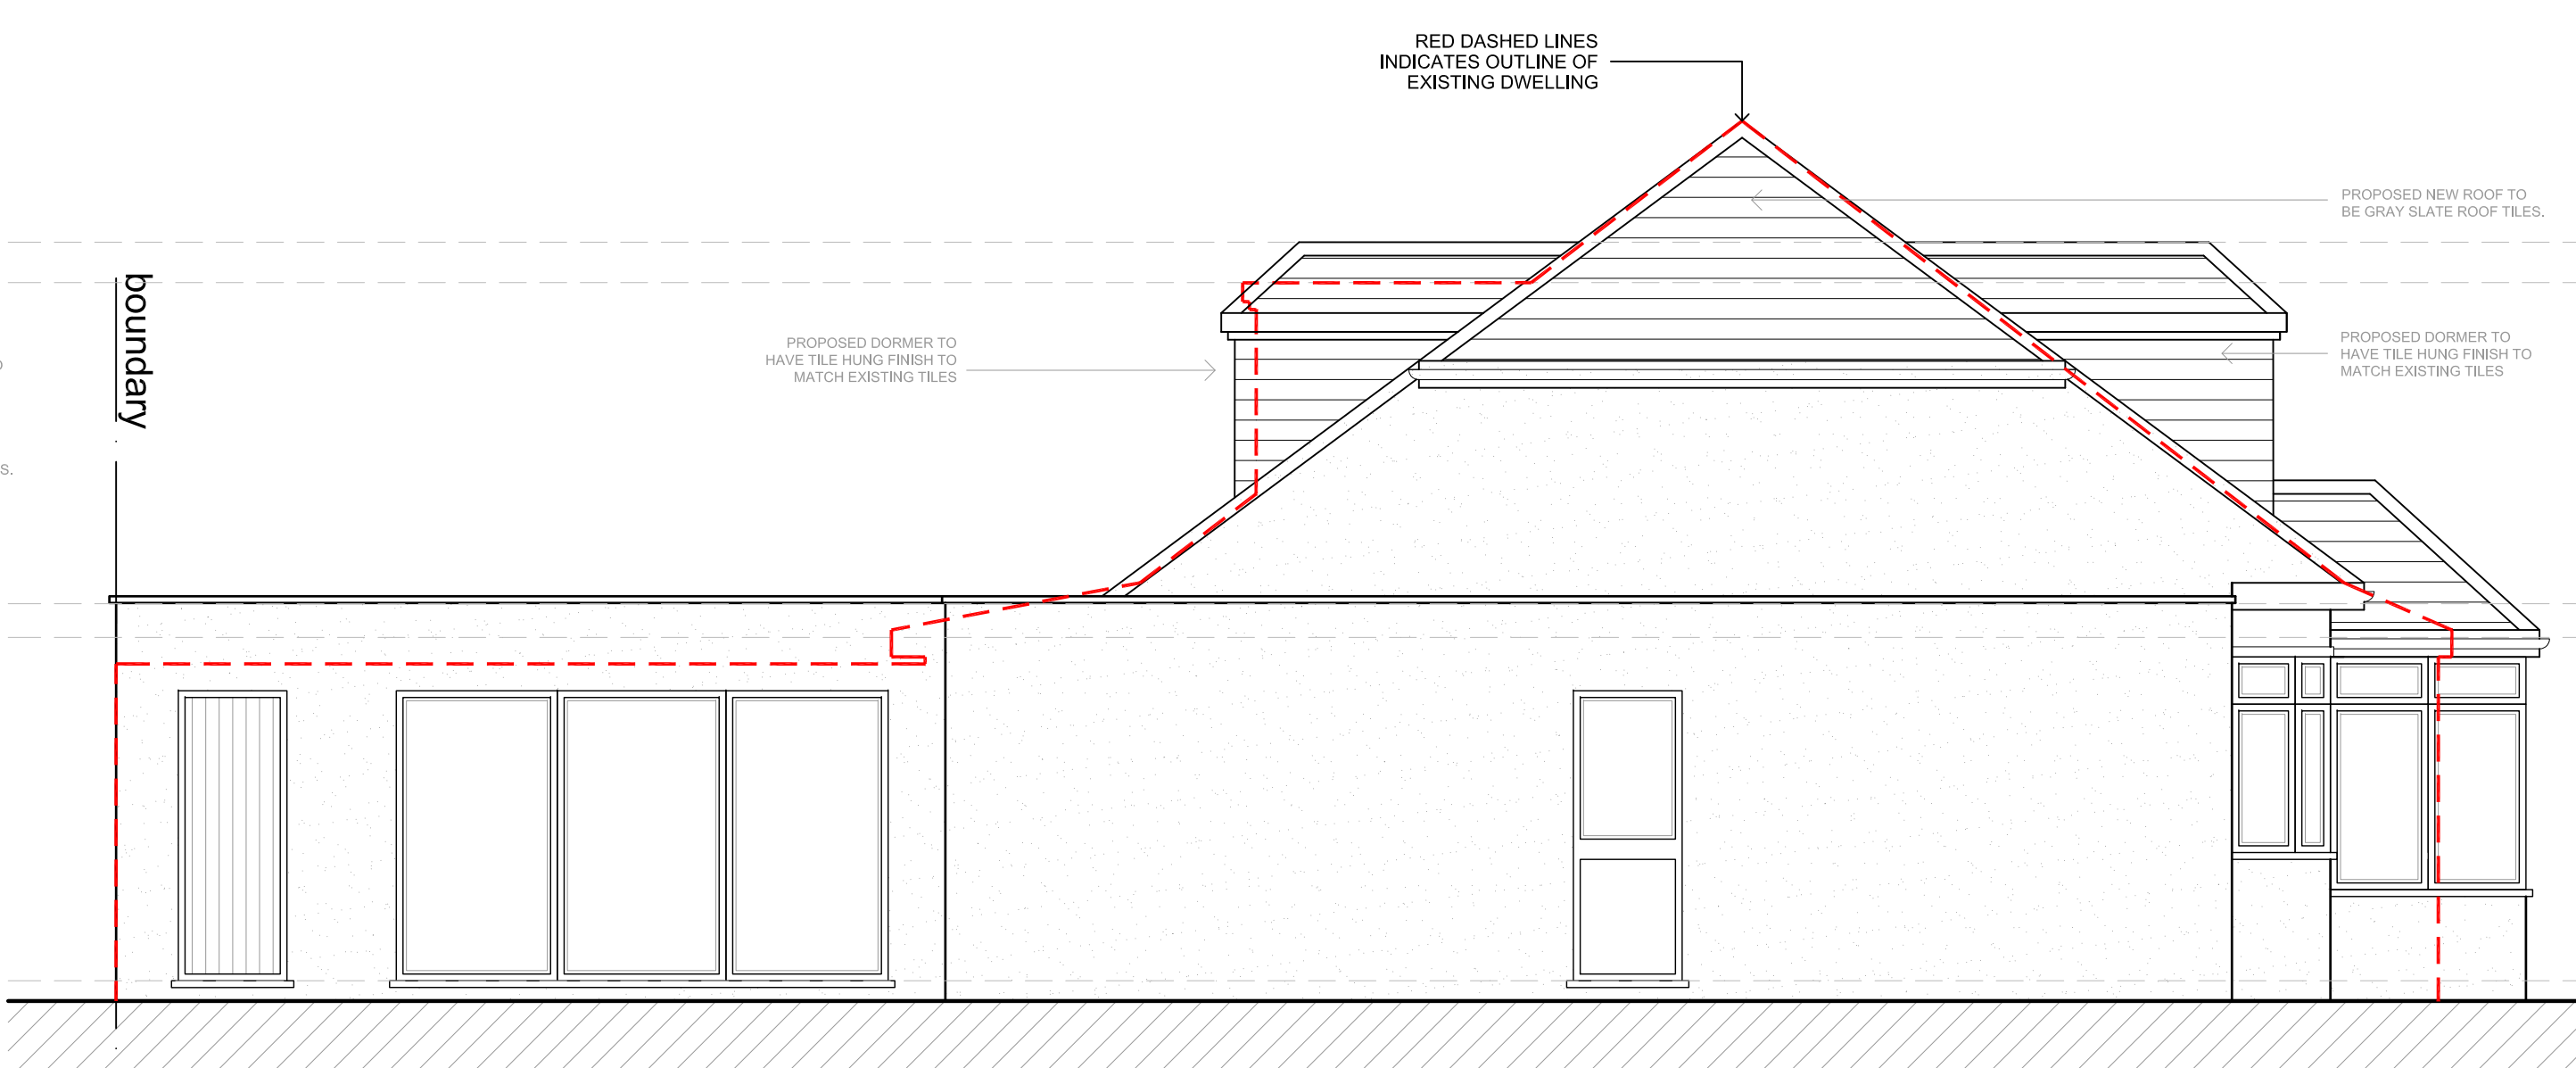 RED DASHED LINES
INDICATES OUTLINE OF
EXISTING DWELLING
PROPOSED NEW ROOF TO
BE GRAY SLATE ROOF TILES.
boundary
PROPOSED DORMER TO
HAVE TILE HUNG FINISH TO
MATCH EXISTING TILES
PROPOSED DORMER TO
HAVE TILE HUNG FINISH TO
MATCH EXISTING TILES
S.